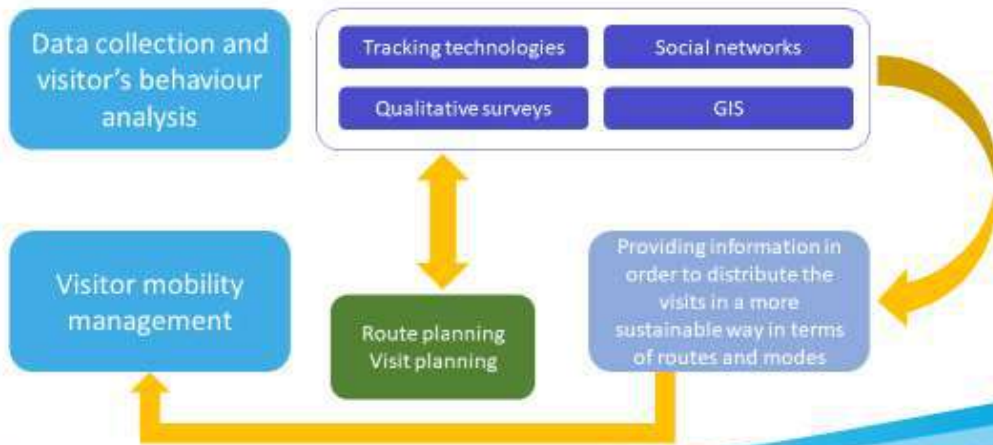 Data collection and
visitor's behaviour
analysis
Tracking technologies
Social networks
Qualitative surveys
GIS
Visitor mobility
management
Route planning
Visit planning
Providing information in
order to distribute the
visits in a more
sustainable way in terms
of routes and modes